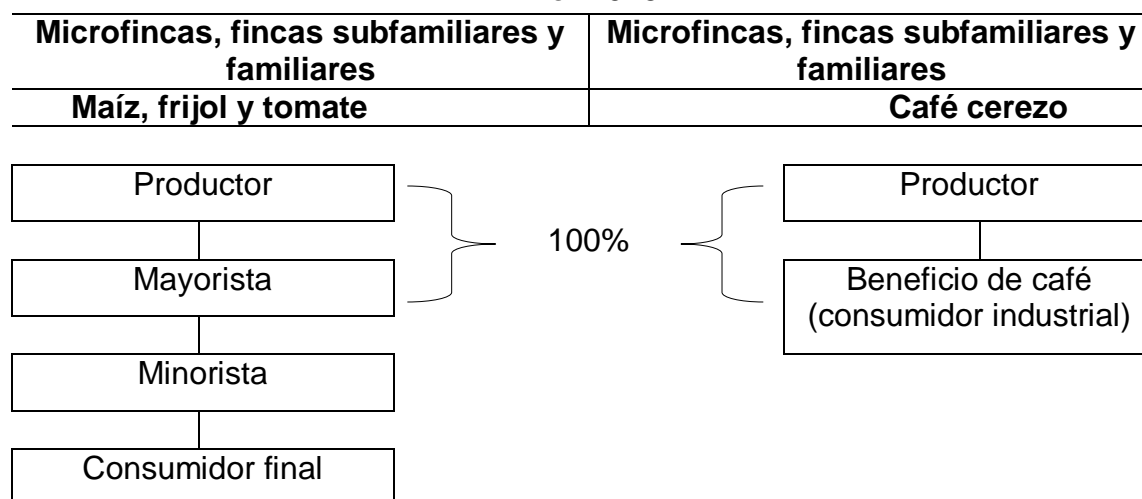 Microfincas, fincas subfamiliares y
familiares
Microfincas, fincas subfamiliares y
familiares
Maíz, frijol y tomate
Café cerezo
Productor
Mayorista
Minorista
Consumidor final
100%
Productor
Beneficio de café
(consumidor industrial)